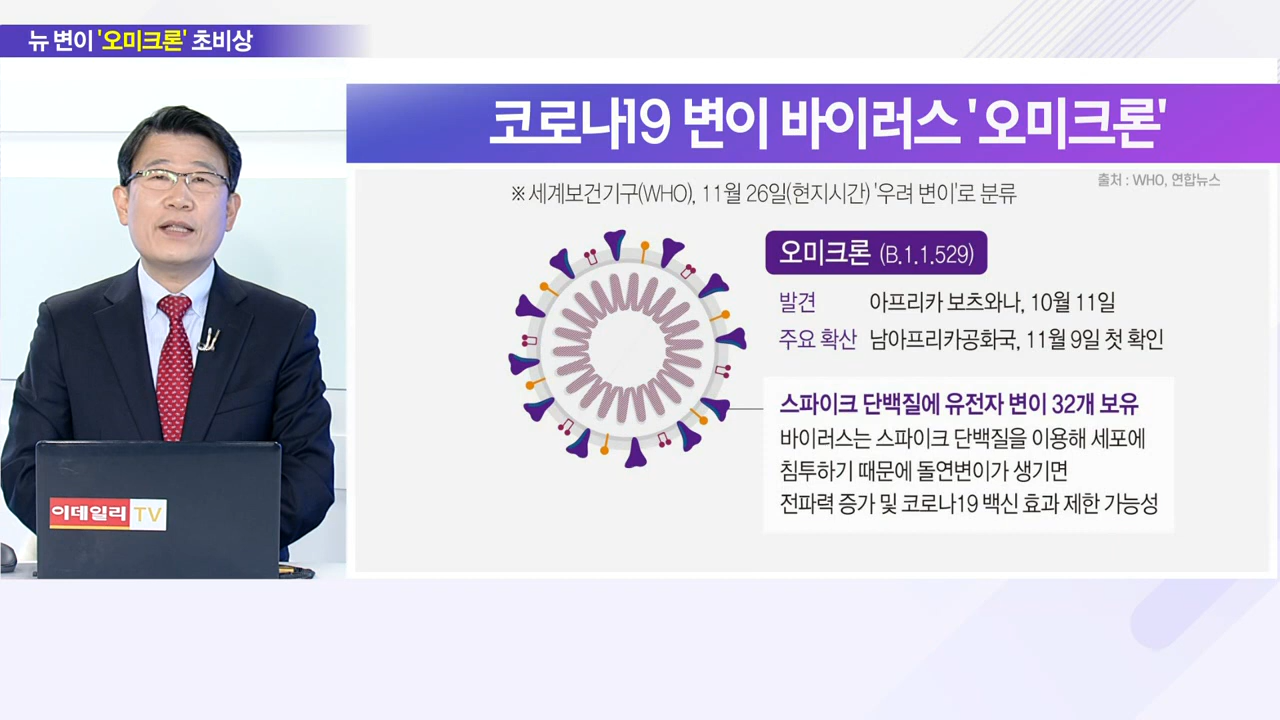 뉴 변이 '오미크론' 초비상
코로나19 변이 바이러스 '오미크론'
출처 : WHO, 연합뉴스
※ 세계보건기구(WHO), 11월 26일(현지시간) '우려 변이'로 분류
오미크론 (B.1.1.529)
발견 아프리카 보츠와나, 10월 11일
주요 확산 남아프리카공화국, 11월 9일 첫 확인
스파이크 단백질에 유전자 변이 32개 보유
바이러스는 스파이크 단백질을 이용해 세포에
침투하기 때문에 돌연변이가 생기면
전파력 증가 및 코로나19 백신 효과 제한 가능성
이데일리 TV